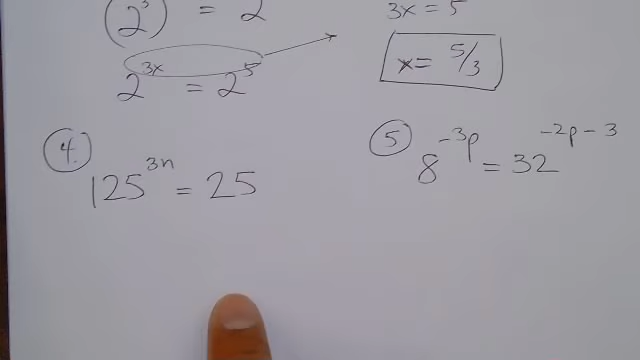 (2³) = 2
3x = 5
2^3x = 2^5
x = 5/3
4. 125^3n = 25
5 8^-3p = 32^-2p - 3